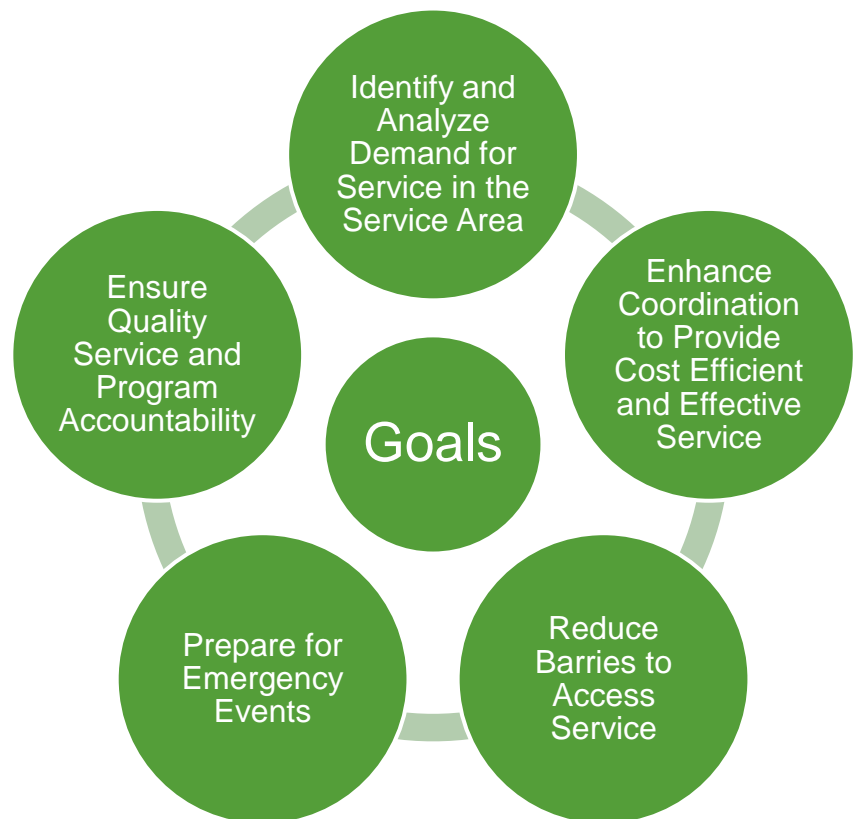 Identify and
Analyze
Demand for
Service in the
Service Area
Enhance
Coordination
to Provide
Cost Efficient
and Effective
Service
Reduce
Barries to
Access
Service
Prepare for
Emergency
Events
Ensure
Quality
Service and
Program
Accountability
Goals